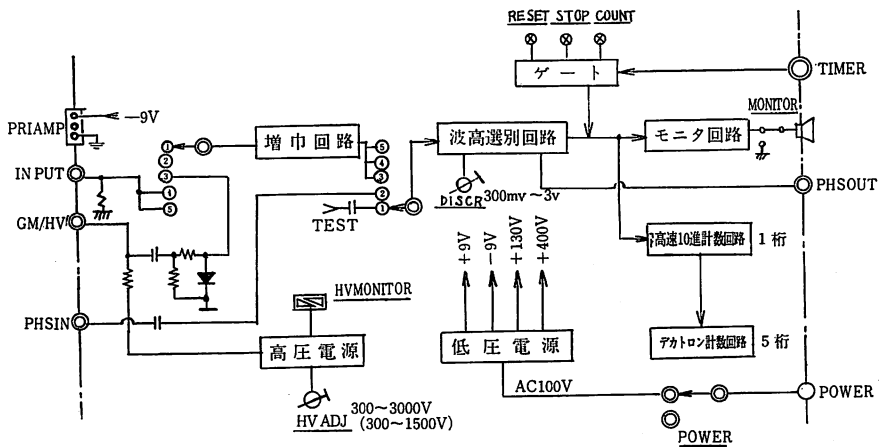 RESET STOP COUNT
ゲート
TIMER
PRIAMP
—9V
増巾回路
波高選別回路
モニタ回路
MONITOR
INPUT
① ② ③ ④ ⑤
⑤ ④ ③ ② ①
TEST
DISCR 300mv~3v
PHSOUT
GM/HV
+9V
-9V
+130V
+400V
高速10進計数回路 1桁
HVMONITOR
PHSIN
高圧電源
低圧電源
デカトロン計数回路 5桁
AC100V
POWER
HV ADJ 300~3000V
(300~1500V)
POWER